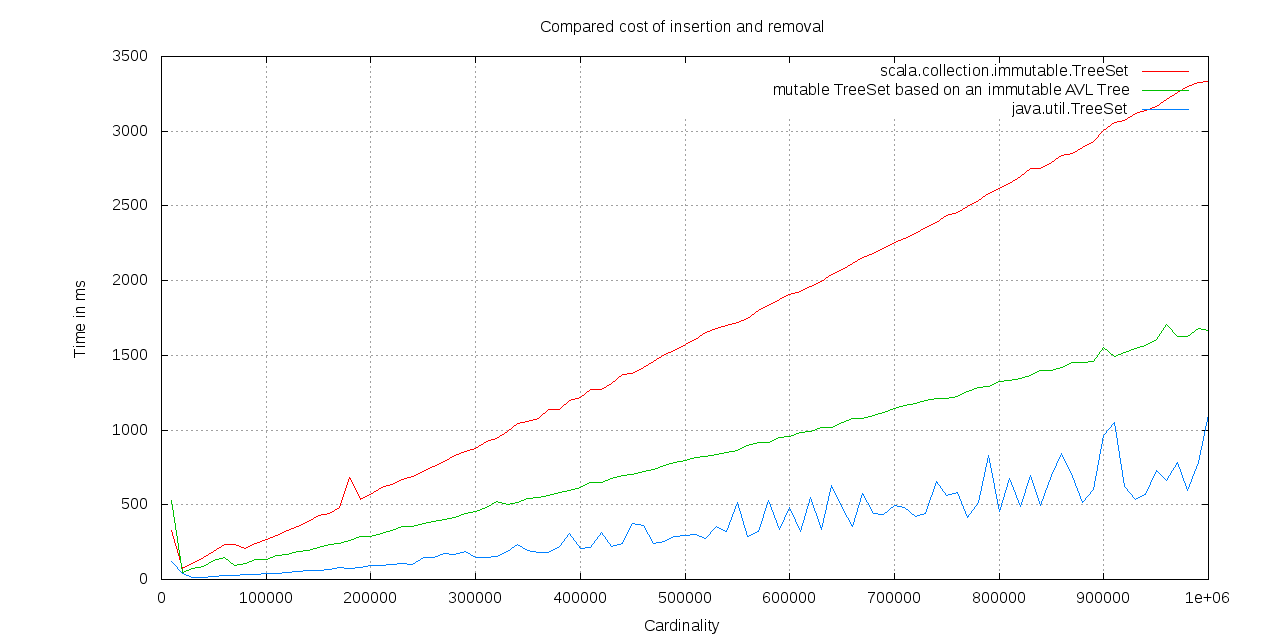 Compared cost of insertion and removal
3500
3000
2500
2000
1500
1000
500
0
Time in ms
scala.collection.immutable.TreeSet
mutable TreeSet based on an immutable AVL Tree
java.util.TreeSet
0 100000 200000 300000 400000 500000 600000 700000 800000 900000 1e+06
Cardinality